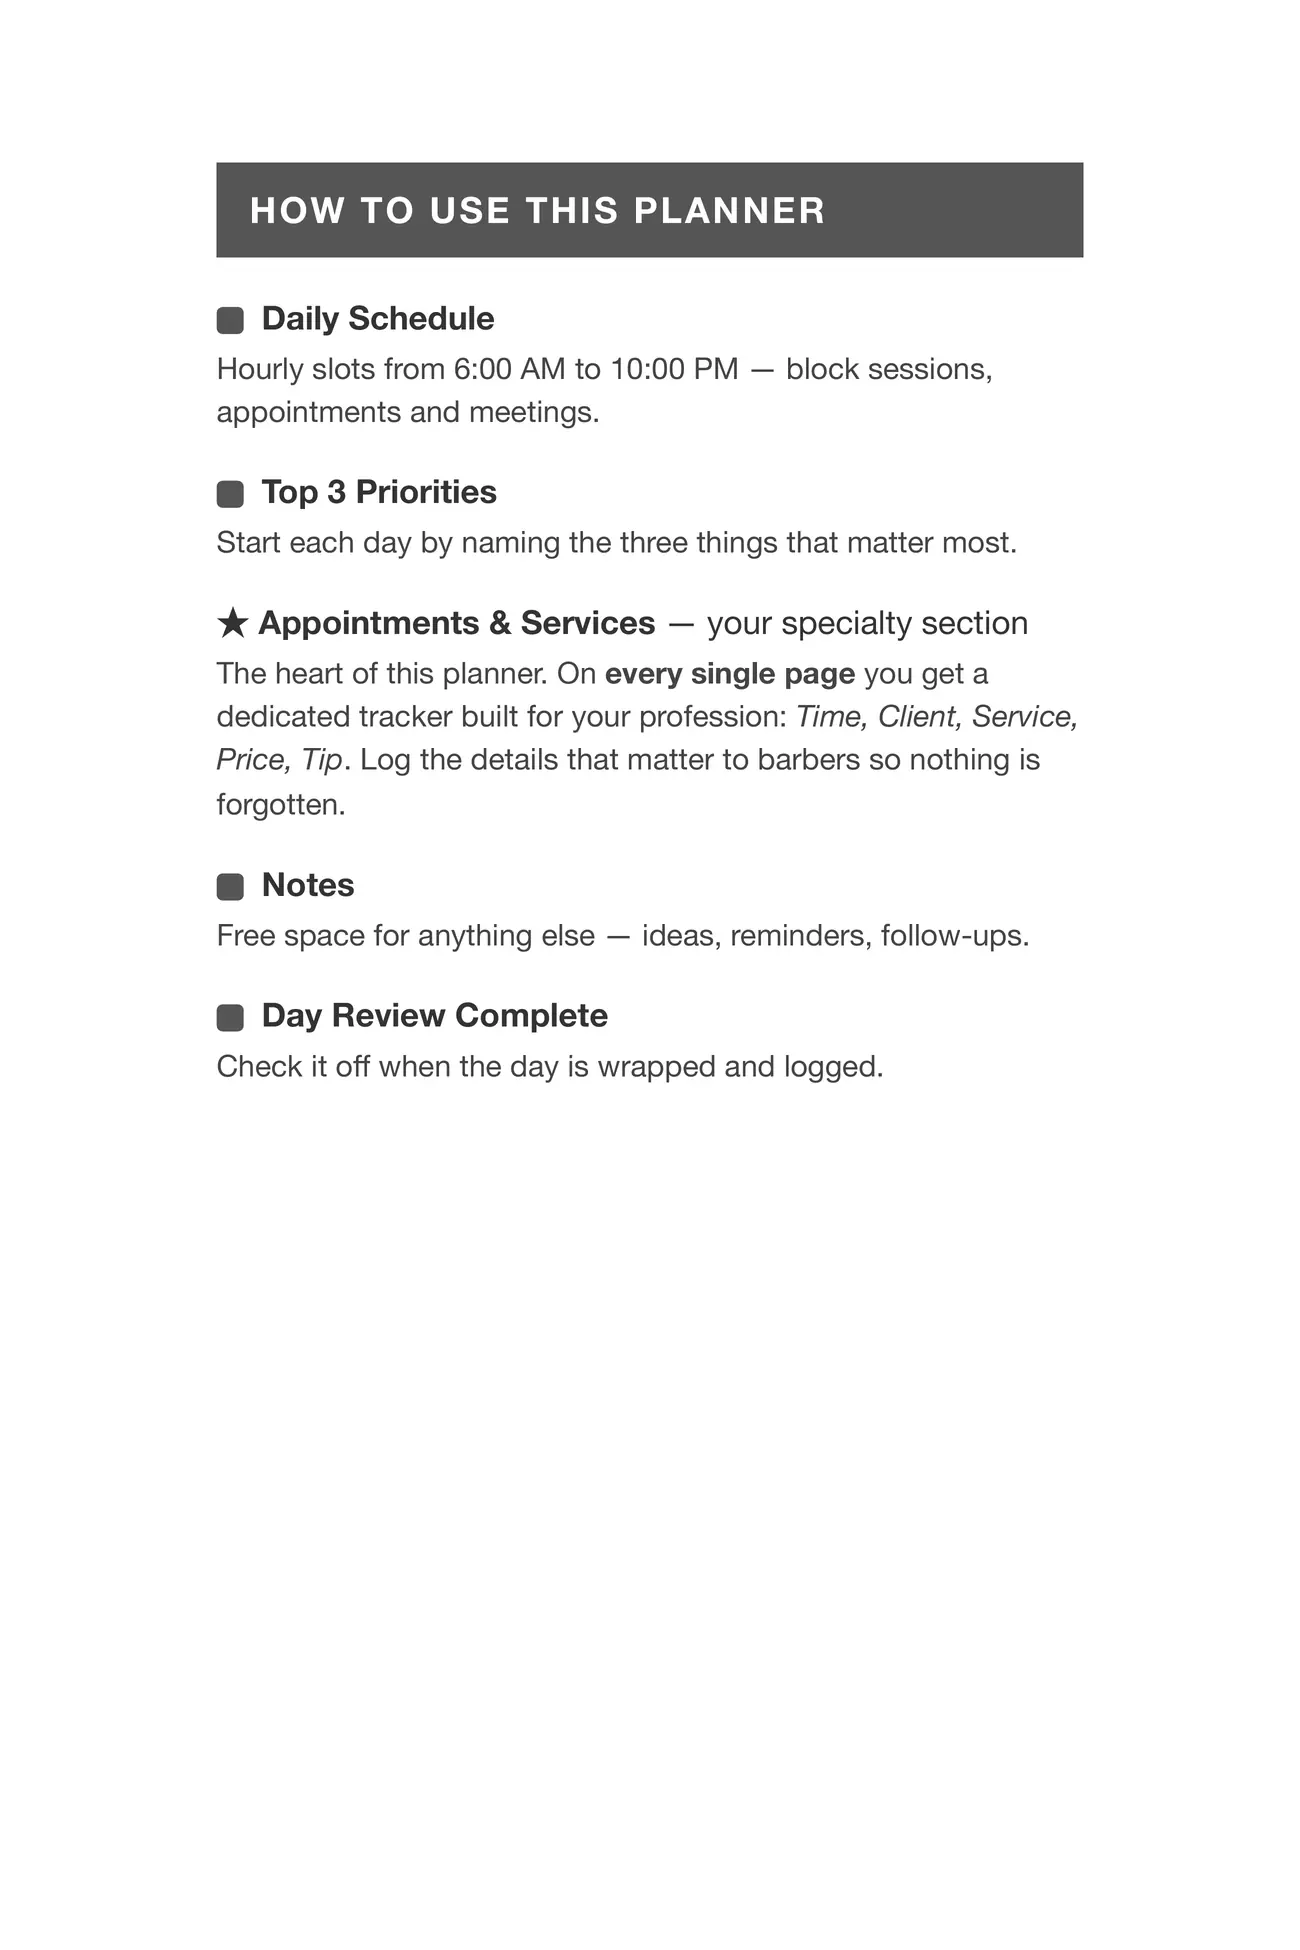 HOW TO USE THIS PLANNER
Daily Schedule
Hourly slots from 6:00 AM to 10:00 PM — block sessions,
appointments and meetings.
Top 3 Priorities
Start each day by naming the three things that matter most.
★ Appointments & Services — your specialty section
The heart of this planner. On every single page you get a
dedicated tracker built for your profession: Time, Client, Service,
Price, Tip. Log the details that matter to barbers so nothing is
forgotten.
Notes
Free space for anything else — ideas, reminders, follow-ups.
Day Review Complete
Check it off when the day is wrapped and logged.